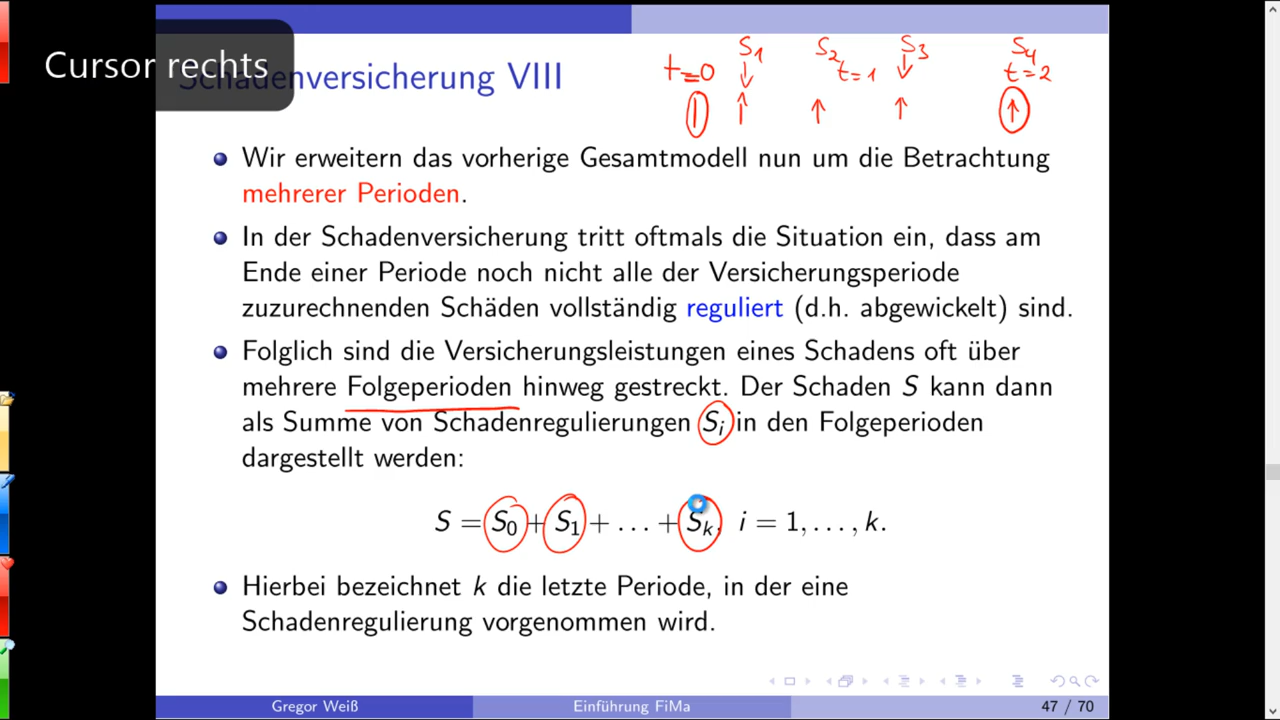 Cursor rechts
Schadenversicherung VIII
t=0 S1 S2 t=1 S3 S4 t=2
Wir erweitern das vorherige Gesamtmodell nun um die Betrachtung
mehrerer Perioden.
In der Schadenversicherung tritt oftmals die Situation ein, dass am
Ende einer Periode noch nicht alle der Versicherungsperiode
zuzurechnenden Schäden vollständig reguliert (d.h. abgewickelt) sind.
Folglich sind die Versicherungsleistungen eines Schadens oft über
mehrere Folgeperioden hinweg gestreckt. Der Schaden S kann dann
als Summe von Schadenregulierungen Si in den Folgeperioden
dargestellt werden:
S = S0 + S1 + . . . + Sk, i = 1, . . . , k.
Hierbei bezeichnet k die letzte Periode, in der eine
Schadenregulierung vorgenommen wird.
Gregor Weiß Einführung FiMa 47 / 70